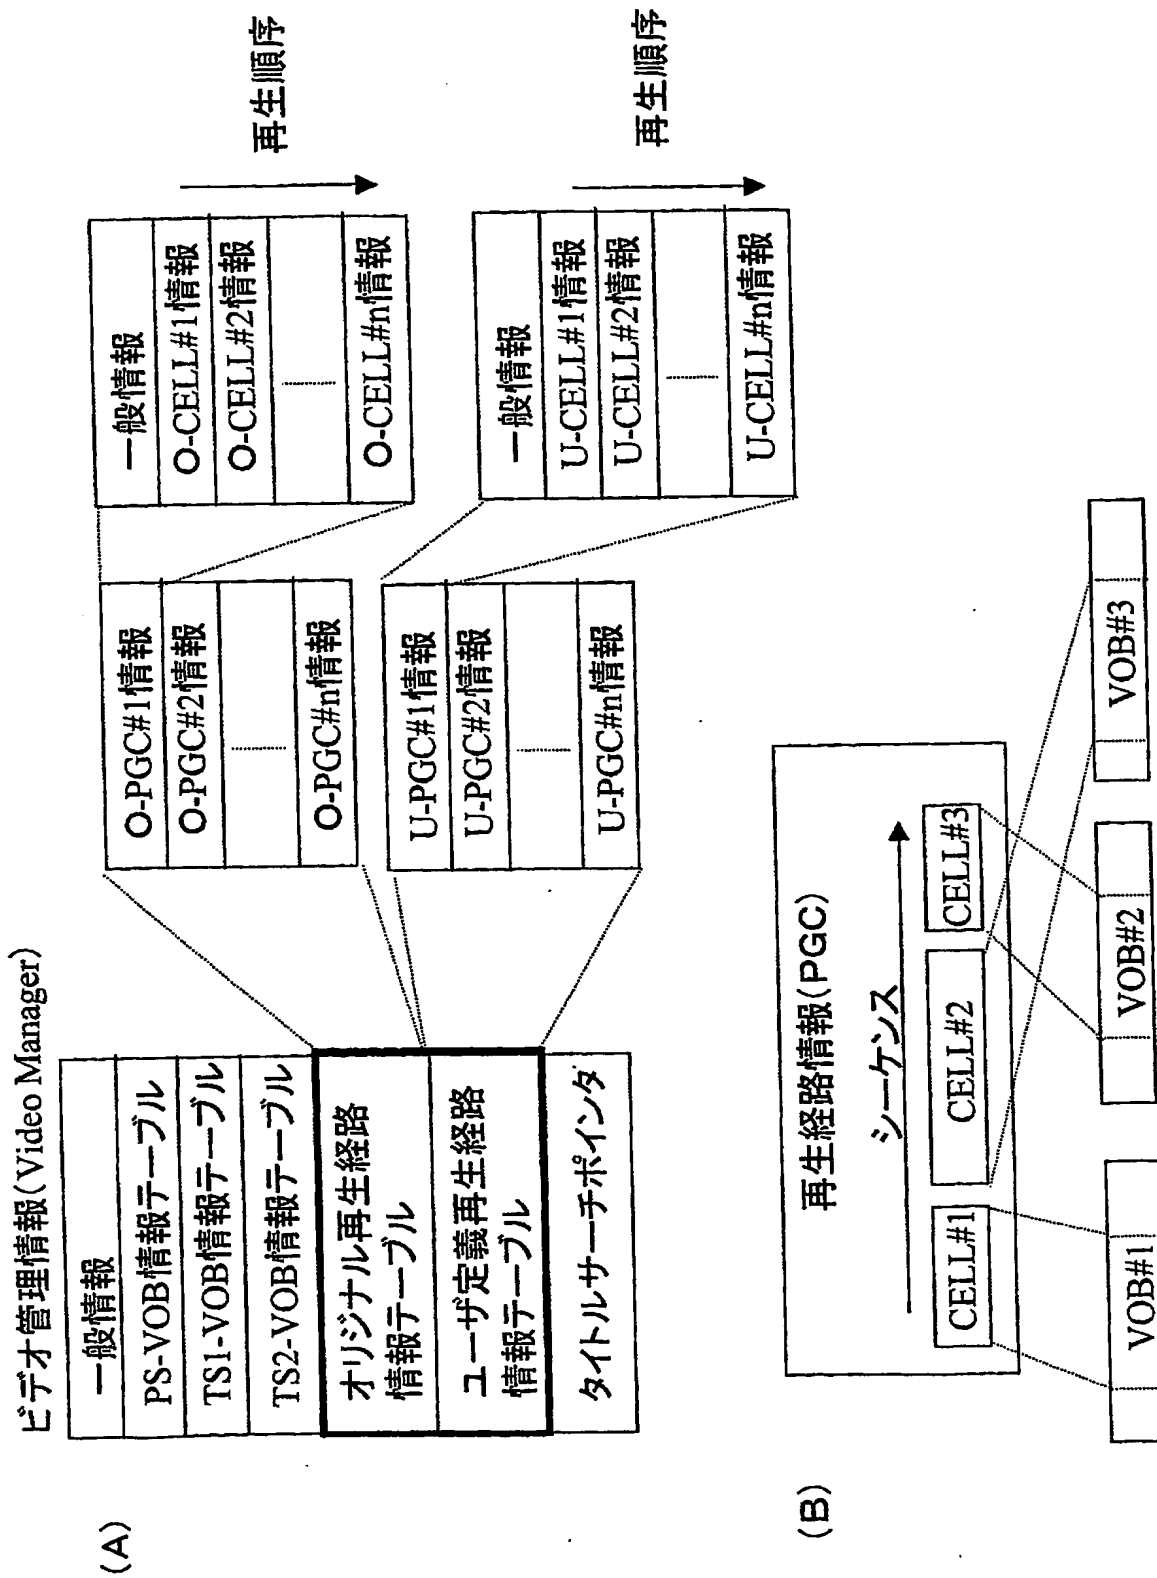 ビデオ管理情報(Video Manager)
(A)
一般情報
PS-VOB情報テーブル
TS1-VOB情報テーブル
TS2-VOB情報テーブル
オリジナル再生経路
情報テーブル
ユーザ定義再生経路
情報テーブル
タイトルサーチポインタ
O-PGC#1情報
O-PGC#2情報
O-PGC#n情報
U-PGC#1情報
U-PGC#2情報
U-PGC#n情報
一般情報
O-CELL#1情報
O-CELL#2情報
O-CELL#n情報
再生順序
一般情報
U-CELL#1情報
U-CELL#2情報
U-CELL#n情報
再生順序
(B)
再生経路情報(PGC)
シーケンス
CELL#1
CELL#2
CELL#3
VOB#1
VOB#2
VOB#3